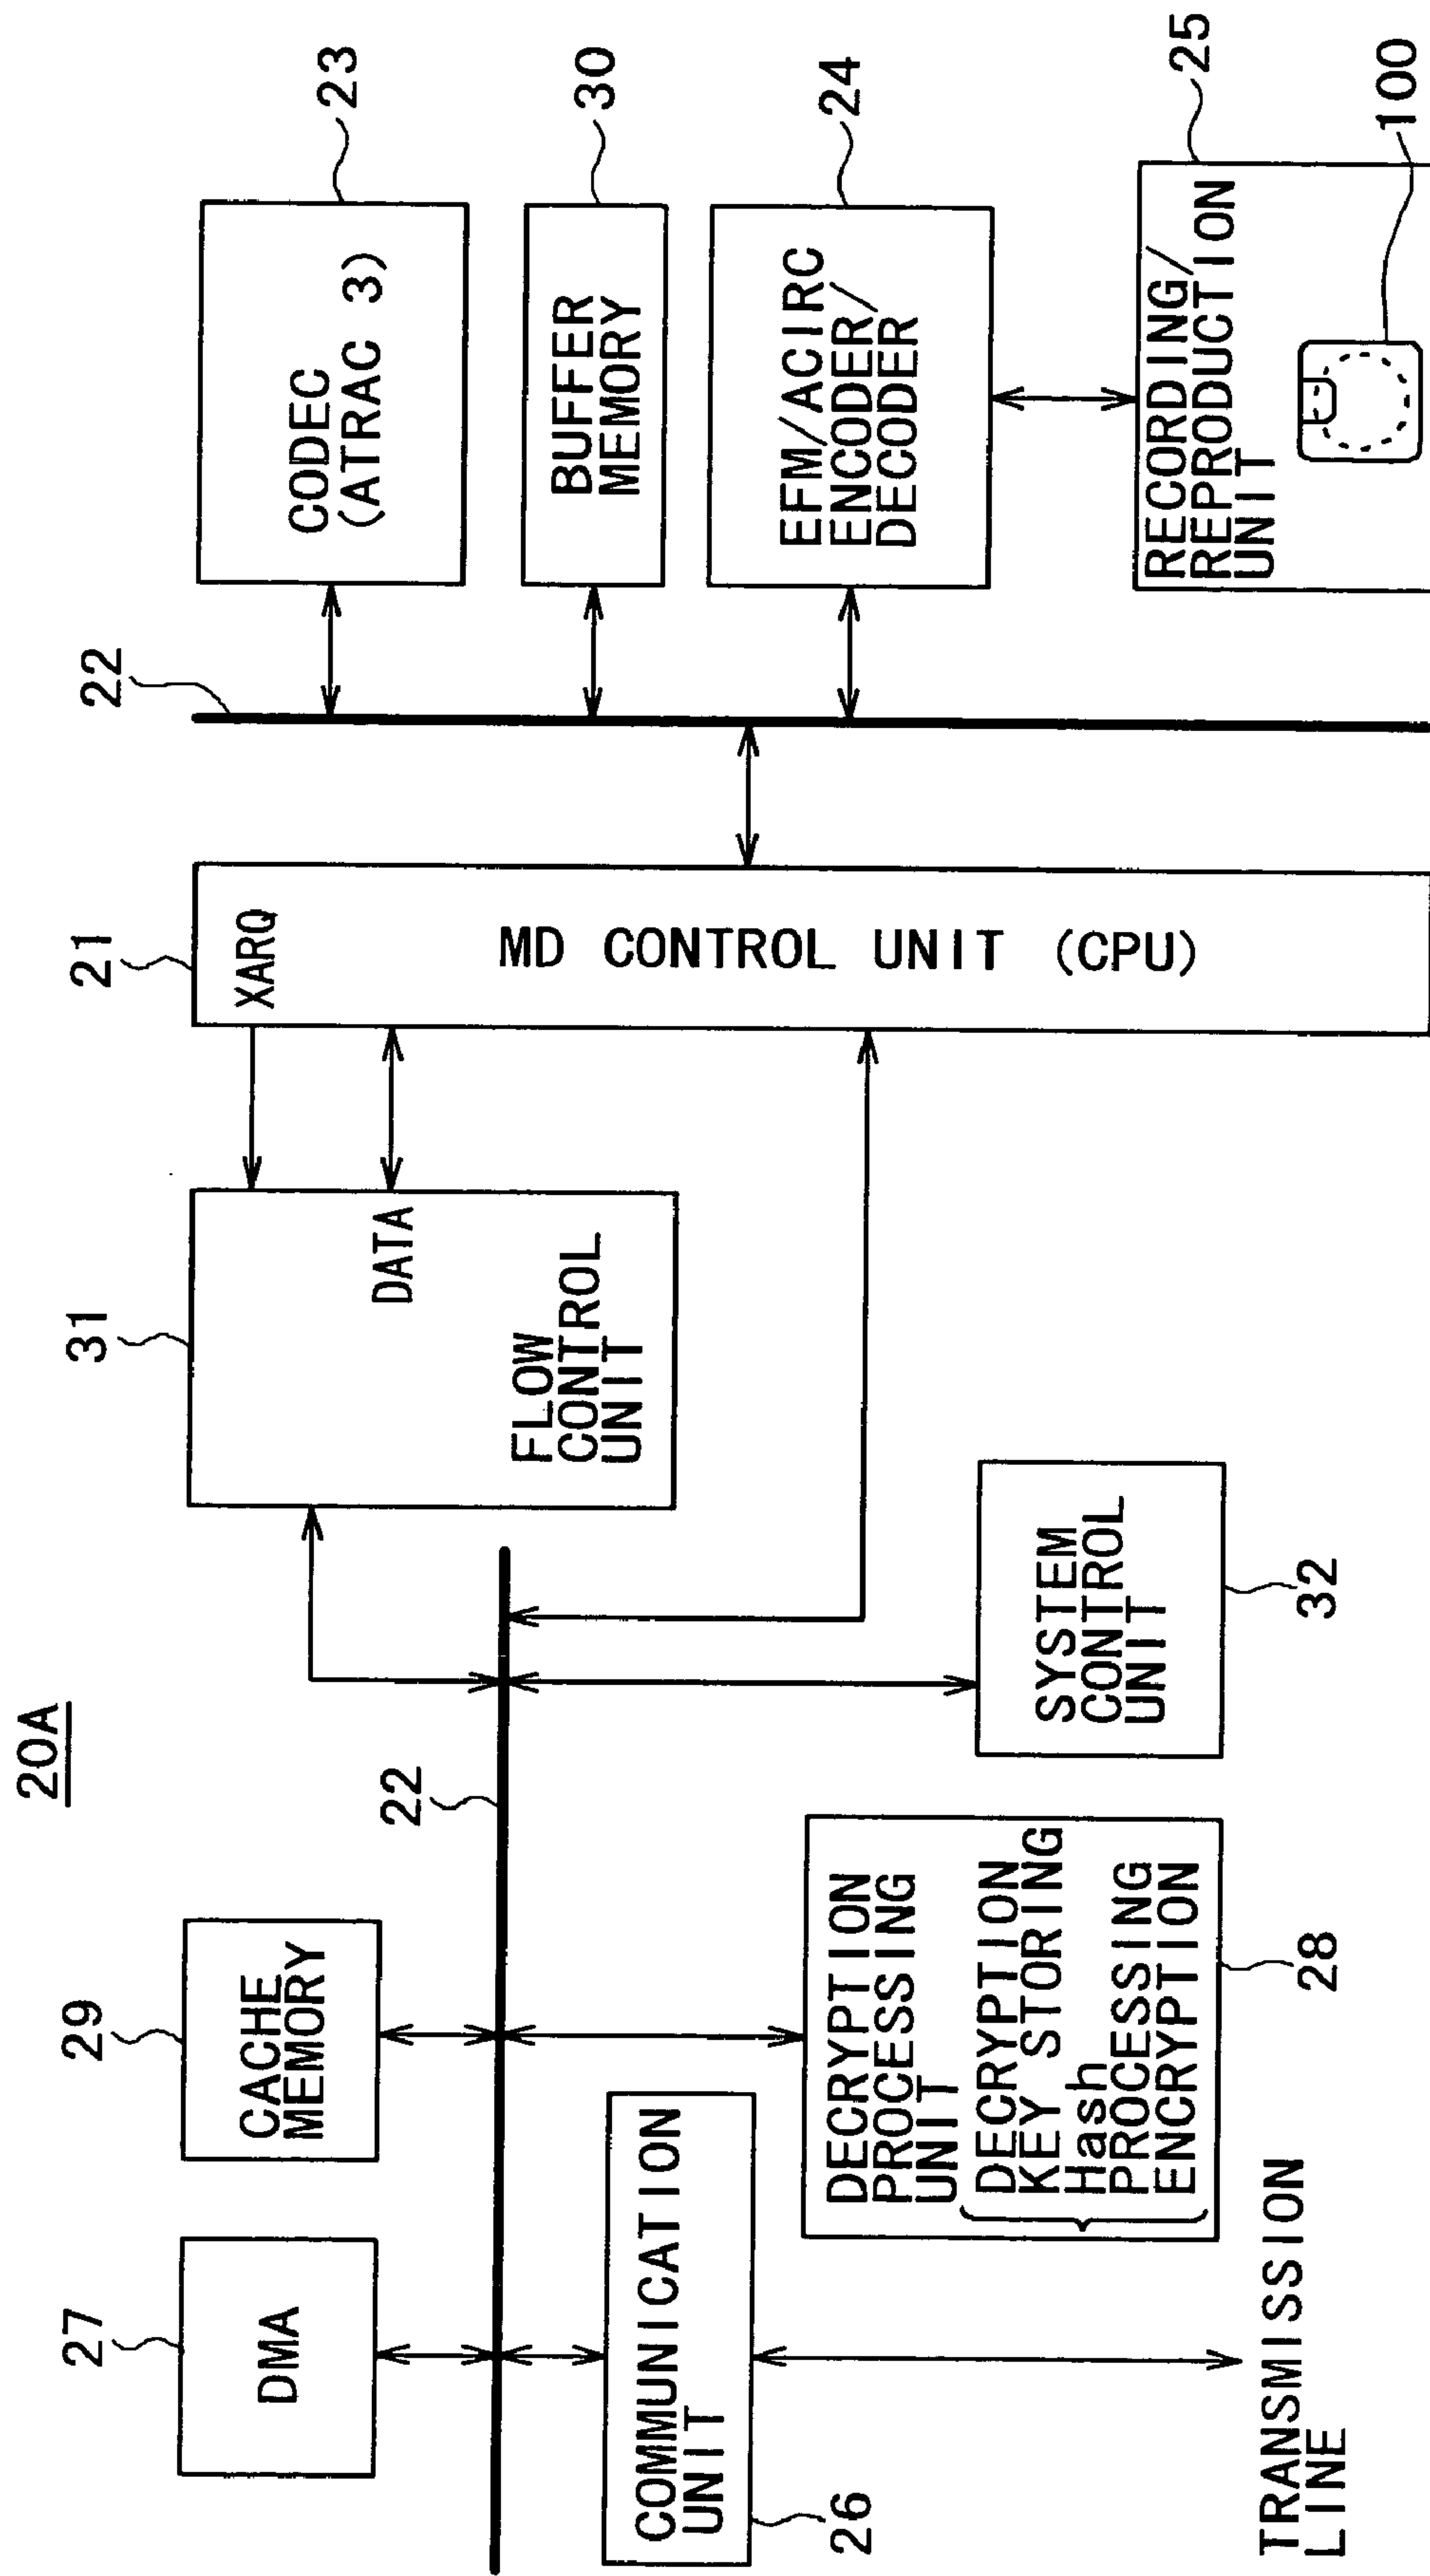 20A
27
DMA
29
CACHE
MEMORY
22
31
DATA
FLOW
CONTROL
UNIT
21
XARQ
MD CONTROL UNIT (CPU)
22
23
CODEC
(ATRAC 3)
30
BUFFER
MEMORY
24
EFM/ACIRC
ENCODER/
DECODER
25
RECORDING/
REPRODUCTION
UNIT
100
26
COMMUNICATION
UNIT
TRANSMISSION
LINE
28
DECRYPTION
PROCESSING
UNIT
DECRYPTION
KEY STORING
Hash
PROCESSING
ENCRYPTION
32
SYSTEM
CONTROL
UNIT